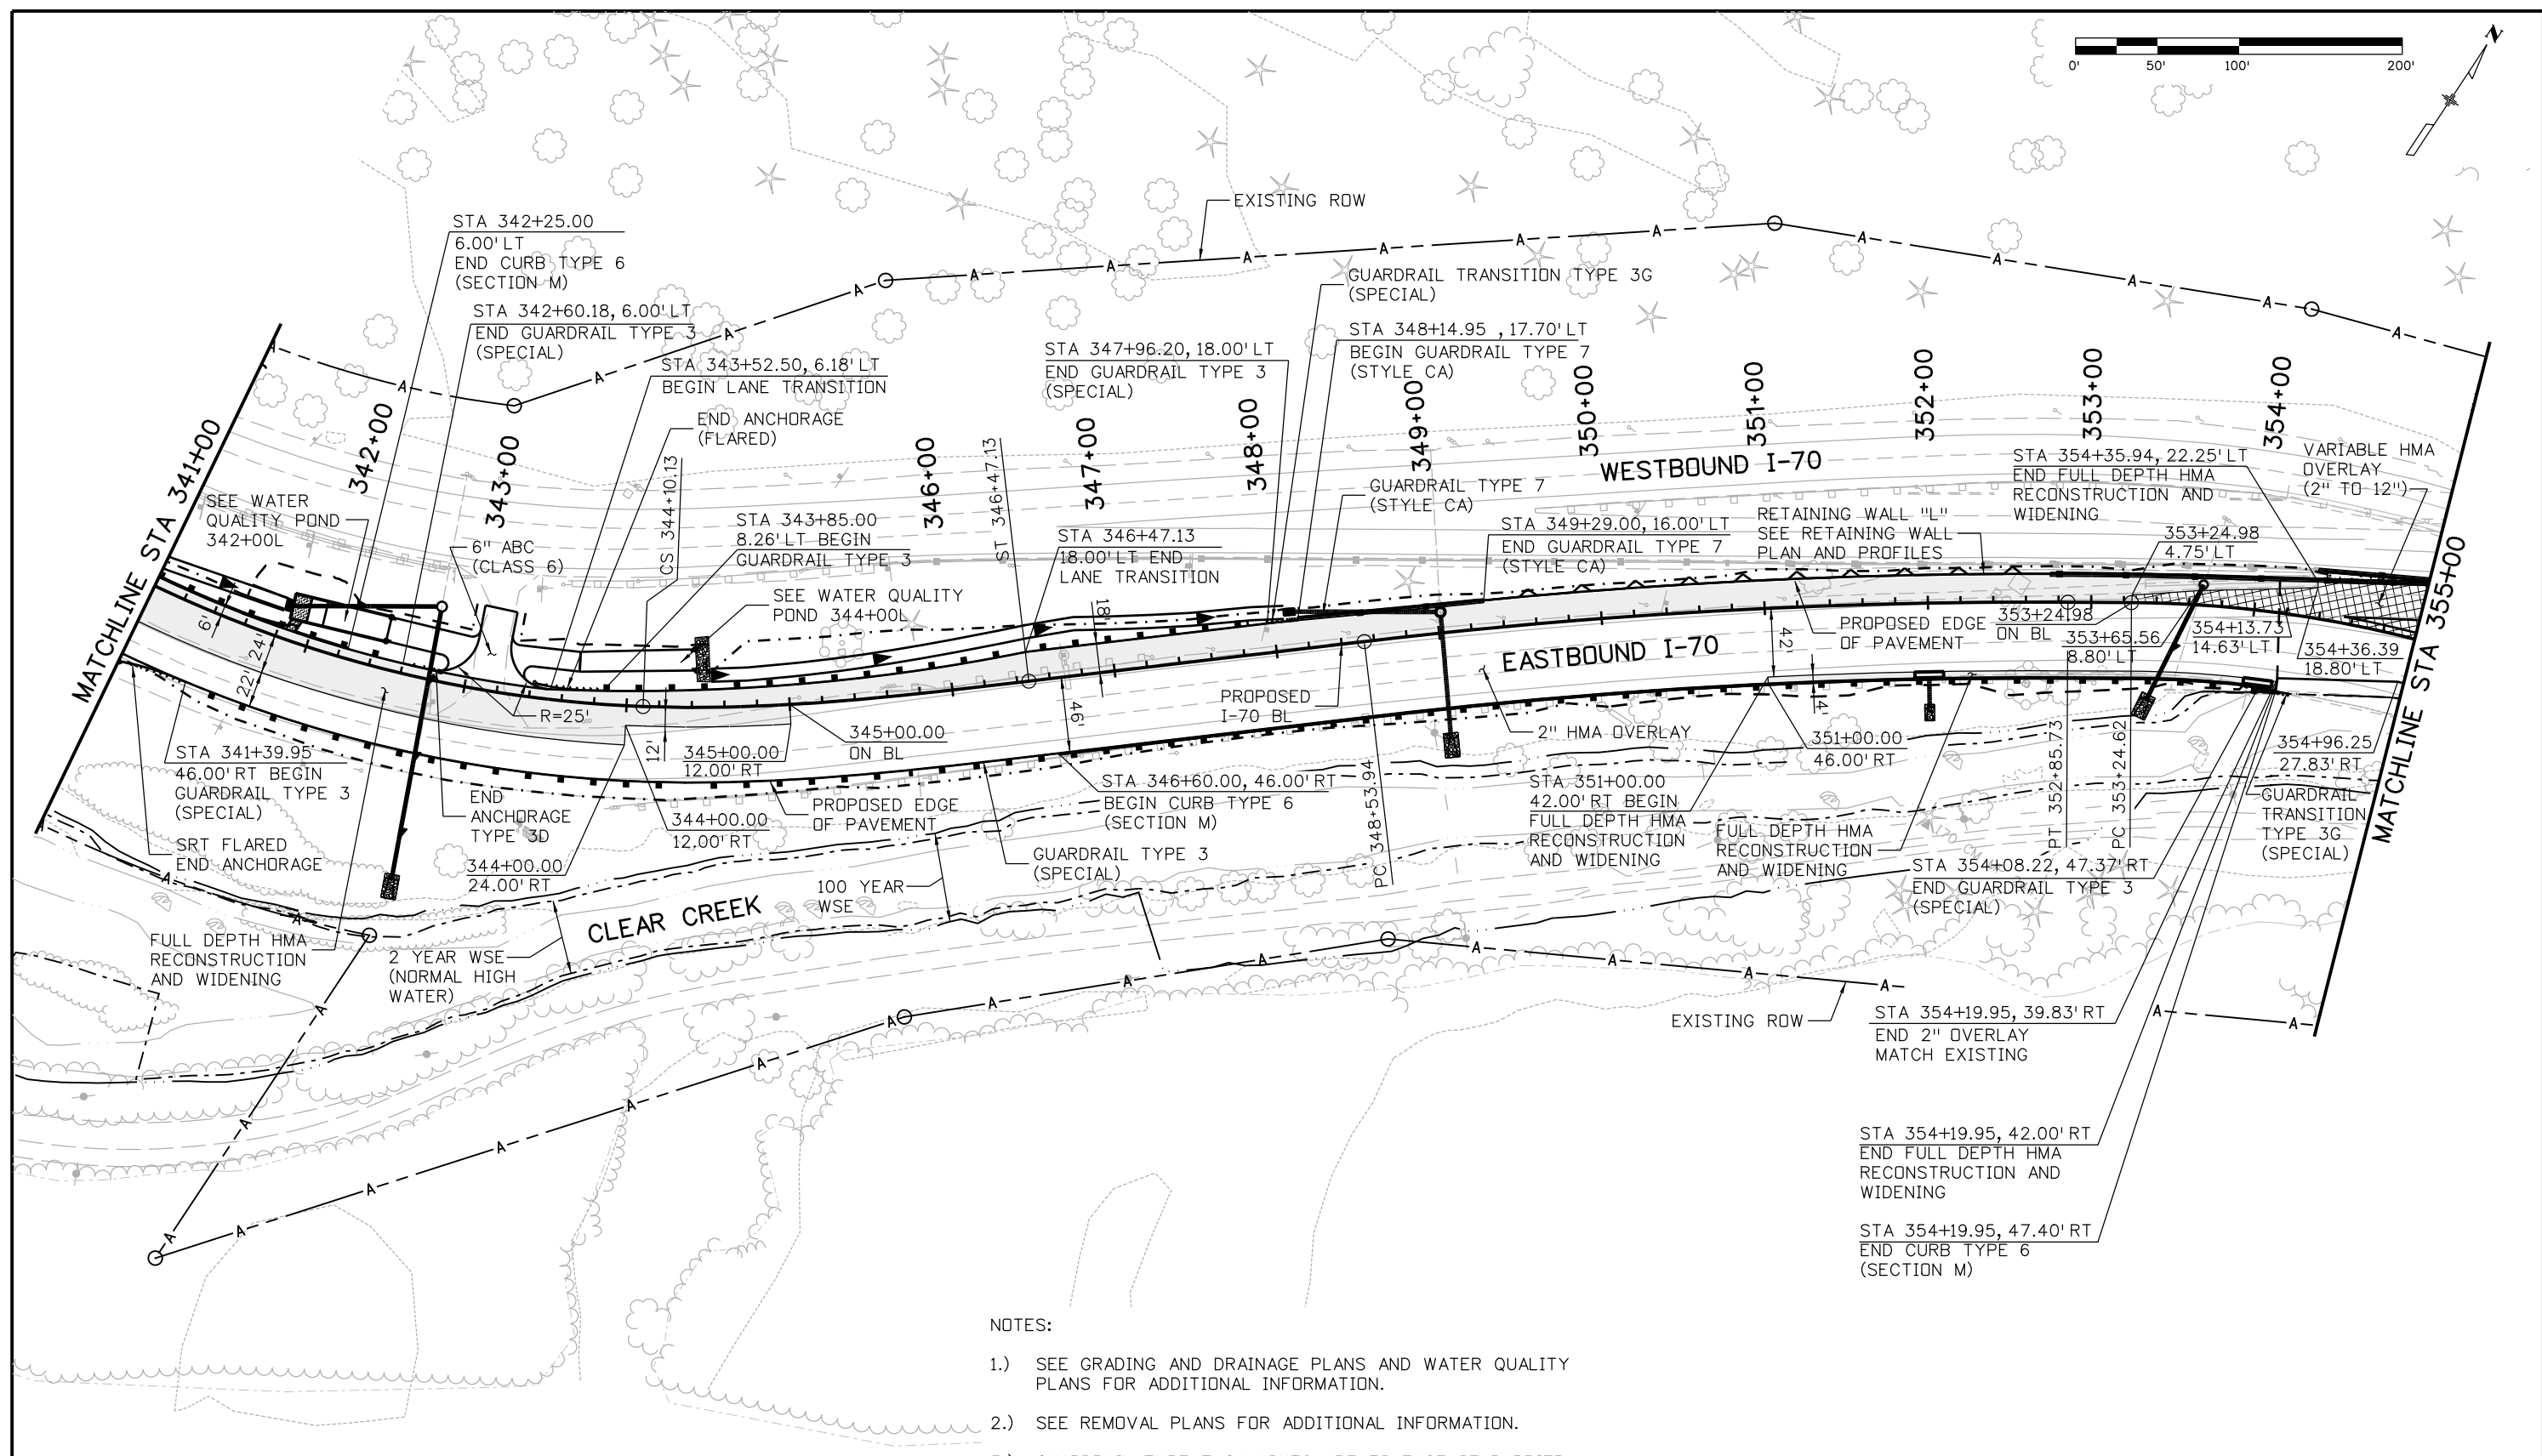 0' 50' 100' 200'
N
EXISTING ROW
STA 342+25.00
6.00' LT
END CURB TYPE 6
(SECTION M)
STA 342+60.18, 6.00' LT
END GUARDRAIL TYPE 3
(SPECIAL)
STA 343+52.50, 6.18' LT
BEGIN LANE TRANSITION
END ANCHORAGE
(FLARED)
GUARDRAIL TRANSITION TYPE 3G
(SPECIAL)
STA 347+96.20, 18.00' LT
END GUARDRAIL TYPE 3
(SPECIAL)
STA 348+14.95 , 17.70' LT
BEGIN GUARDRAIL TYPE 7
(STYLE CA)
MATCHLINE STA 341+00
342+00
343+00
346+00
347+00
348+00
349+00
350+00
351+00
352+00
353+00
354+00
SEE WATER
QUALITY POND
342+00L
6" ABC
(CLASS 6)
CS 344+10.13
STA 343+85.00
8.26' LT BEGIN
GUARDRAIL TYPE 3
SEE WATER QUALITY
POND 344+00L
ST 346+47.13
STA 346+47.13
18.00' LT END
LANE TRANSITION
GUARDRAIL TYPE 7
(STYLE CA)
WESTBOUND I-70
STA 349+29.00, 16.00' LT
END GUARDRAIL TYPE 7
(STYLE CA)
RETAINING WALL "L"
SEE RETAINING WALL
PLAN AND PROFILES
STA 354+35.94, 22.25' LT
END FULL DEPTH HMA
RECONSTRUCTION AND
WIDENING
VARIABLE HMA
OVERLAY
(2" TO 12")
353+24.98
4.75' LT
MATCHLINE STA 355+00
6'
24'
22'
18'
42'
4'
46'
12'
R=25'
PROPOSED EDGE
OF PAVEMENT
353+24.98
ON BL
353+65.56
8.80' LT
354+13.73
14.63' LT
354+36.39
18.80' LT
EASTBOUND I-70
PROPOSED
I-70 BL
2" HMA OVERLAY
345+00.00
ON BL
345+00.00
12.00' RT
STA 341+39.95
46.00' RT BEGIN
GUARDRAIL TYPE 3
(SPECIAL)
SRT FLARED
END ANCHORAGE
END
ANCHORAGE
TYPE 3D
344+00.00
12.00' RT
344+00.00
24.00' RT
PROPOSED EDGE
OF PAVEMENT
STA 346+60.00, 46.00' RT
BEGIN CURB TYPE 6
(SECTION M)
GUARDRAIL TYPE 3
(SPECIAL)
PC 348+53.94
STA 351+00.00
42.00' RT BEGIN
FULL DEPTH HMA
RECONSTRUCTION
AND WIDENING
351+00.00
46.00' RT
FULL DEPTH HMA
RECONSTRUCTION
AND WIDENING
PT 352+85.73
PC 353+24.62
354+96.25
27.83' RT
GUARDRAIL
TRANSITION
TYPE 3G
(SPECIAL)
STA 354+08.22, 47.37' RT
END GUARDRAIL TYPE 3
(SPECIAL)
100 YEAR
WSE
CLEAR CREEK
FULL DEPTH HMA
RECONSTRUCTION
AND WIDENING
2 YEAR WSE
(NORMAL HIGH
WATER)
EXISTING ROW
STA 354+19.95, 39.83' RT
END 2" OVERLAY
MATCH EXISTING
STA 354+19.95, 42.00' RT
END FULL DEPTH HMA
RECONSTRUCTION AND
WIDENING
STA 354+19.95, 47.40' RT
END CURB TYPE 6
(SECTION M)
NOTES:
1.) SEE GRADING AND DRAINAGE PLANS AND WATER QUALITY
PLANS FOR ADDITIONAL INFORMATION.
2.) SEE REMOVAL PLANS FOR ADDITIONAL INFORMATION.